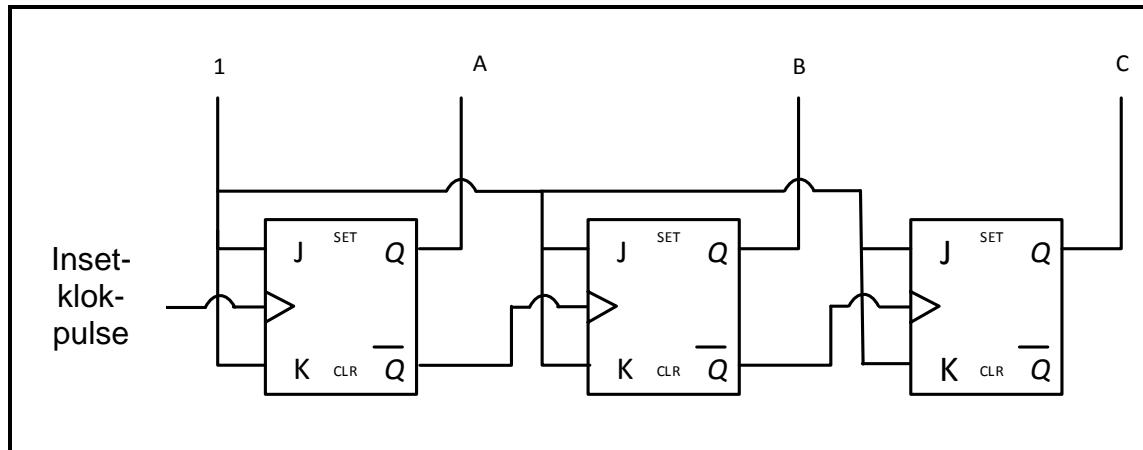 1 A B C
J SET Q J SET Q J SET Q
Inset-
klok-
pulse
K CLR Q̅ K CLR Q̅ K CLR Q̅